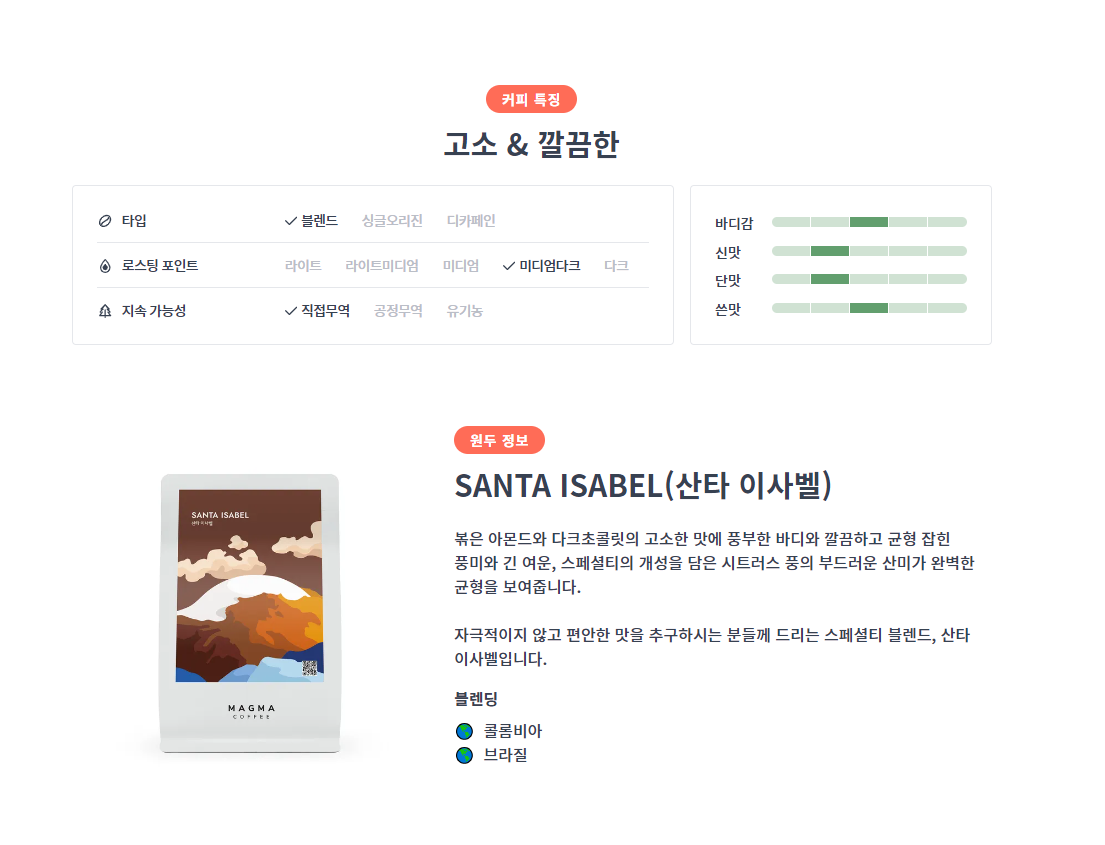 커피 특징
고소 & 깔끔한
타입 블렌드 싱글오리진 디카페인
로스팅 포인트 라이트 라이트미디엄 미디엄 미디엄다크 다크
지속 가능성 직접무역 공정무역 유기농
바디감
신맛
단맛
쓴맛
원두 정보
SANTA ISABEL(산타 이사벨)
볶은 아몬드와 다크초콜릿의 고소한 맛에 풍부한 바디와 깔끔하고 균형 잡힌
풍미와 긴 여운, 스페셜티의 개성을 담은 시트러스 풍의 부드러운 산미가 완벽한
균형을 보여줍니다.
자극적이지 않고 편안한 맛을 추구하시는 분들께 드리는 스페셜티 블렌드, 산타
이사벨입니다.
블렌딩
콜롬비아
브라질
SANTA ISABEL
산타 이사벨
MAGMA
COFFEE